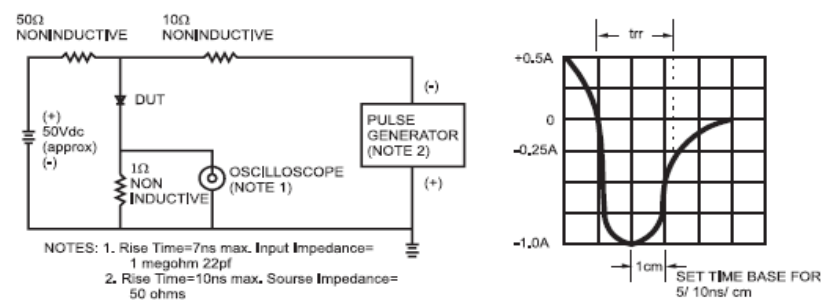 50Ω
NONINDUCTIVE
10Ω
NONINDUCTIVE
DUT
(+)
50Vdc
(approx)
(-)
1Ω
NON
INDUCTIVE
OSCILLOSCOPE
(NOTE 1)
(-)
PULSE
GENERATOR
(NOTE 2)
(+)
NOTES: 1. Rise Time=7ns max. Input Impedance=
1 megohm 22pf
2. Rise Time=10ns max. Sourse Impedance=
50 ohms
trr
+0.5A
0
-0.25A
-1.0A
1cm
SET TIME BASE FOR
5/ 10ns/ cm